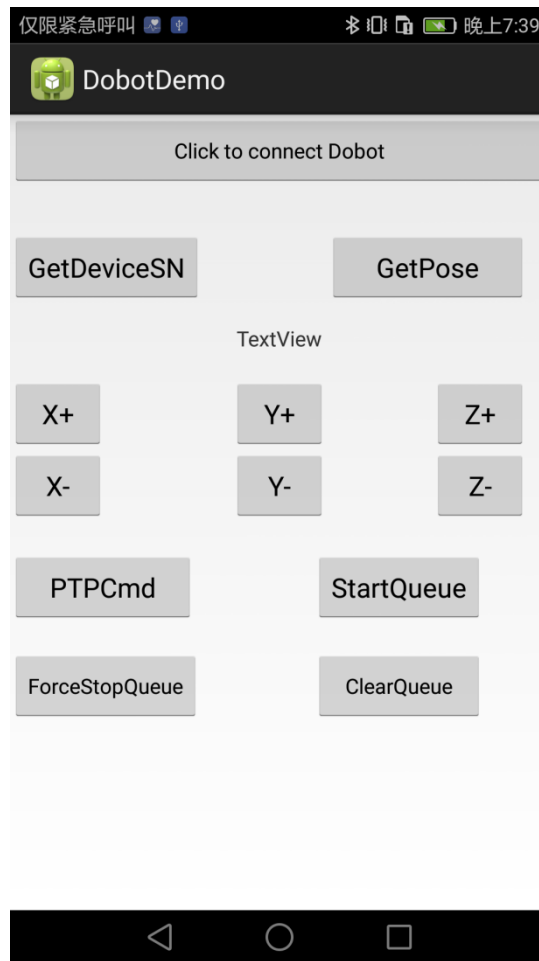 仅限紧急呼叫 晚上7:39
DobotDemo
Click to connect Dobot
GetDeviceSN GetPose
TextView
X+ Y+ Z+
X- Y- Z-
PTPCmd StartQueue
ForceStopQueue ClearQueue